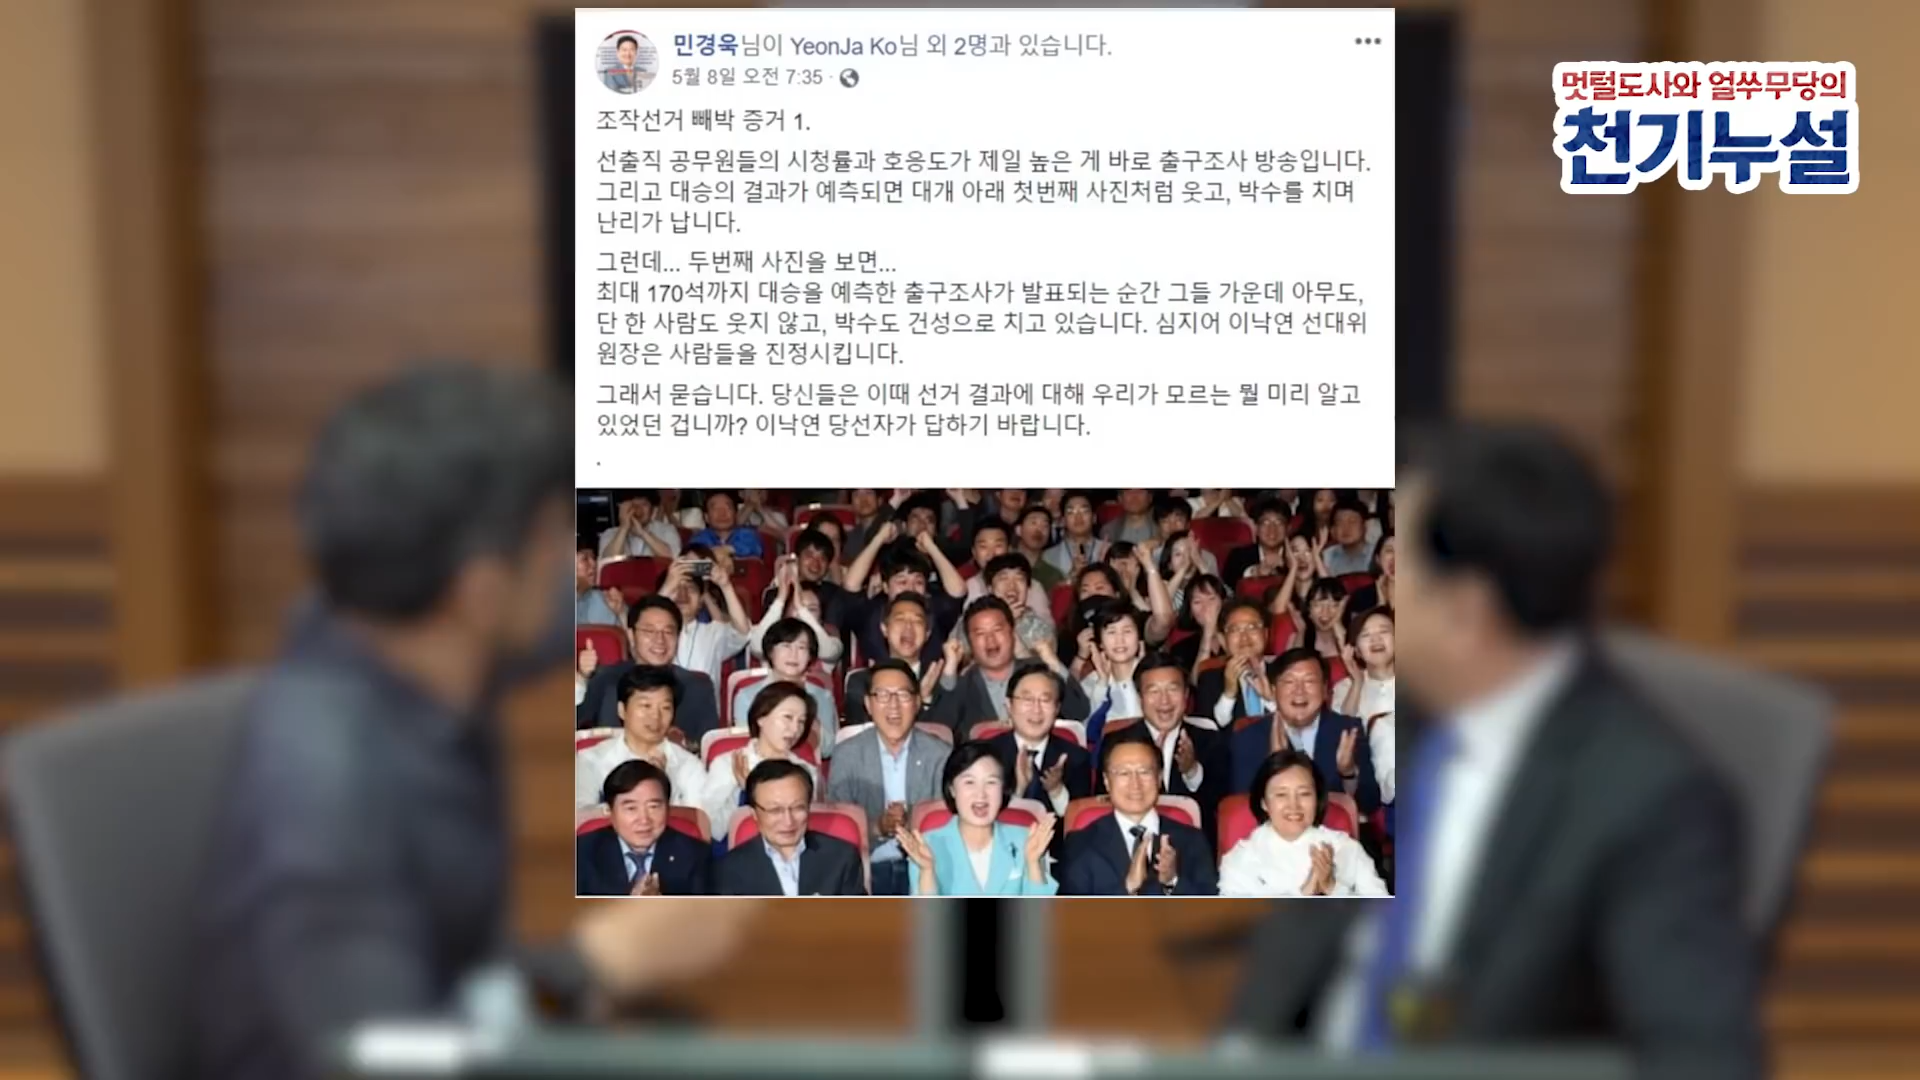 민경욱님이 YeonJa Ko님 외 2명과 있습니다.
5월 8일 오전 7:35 ·
조작선거 빼박 증거 1.
선출직 공무원들의 시청률과 호응도가 제일 높은 게 바로 출구조사 방송입니다.
그리고 대승의 결과가 예측되면 대개 아래 첫번째 사진처럼 웃고, 박수를 치며
난리가 납니다.
그런데... 두번째 사진을 보면...
최대 170석까지 대승을 예측한 출구조사가 발표되는 순간 그들 가운데 아무도,
단 한 사람도 웃지 않고, 박수도 건성으로 치고 있습니다. 심지어 이낙연 선대위
원장은 사람들을 진정시킵니다.
그래서 묻습니다. 당신들은 이때 선거 결과에 대해 우리가 모르는 뭘 미리 알고
있었던 겁니까? 이낙연 당선자가 답하기 바랍니다.
.
멋털도사와 얼쑤무당의
천기누설